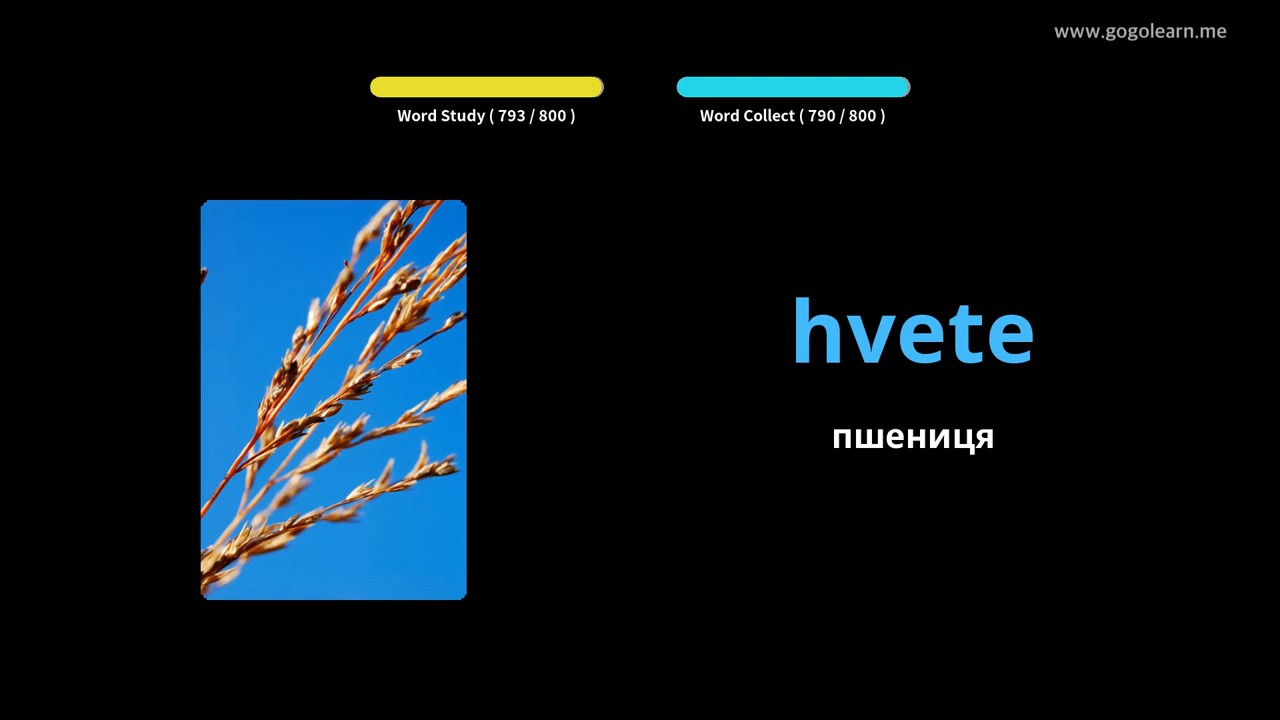 www.gogolearn.me
Word Study ( 793 / 800 )
Word Collect ( 790 / 800 )
hvete
пшениця